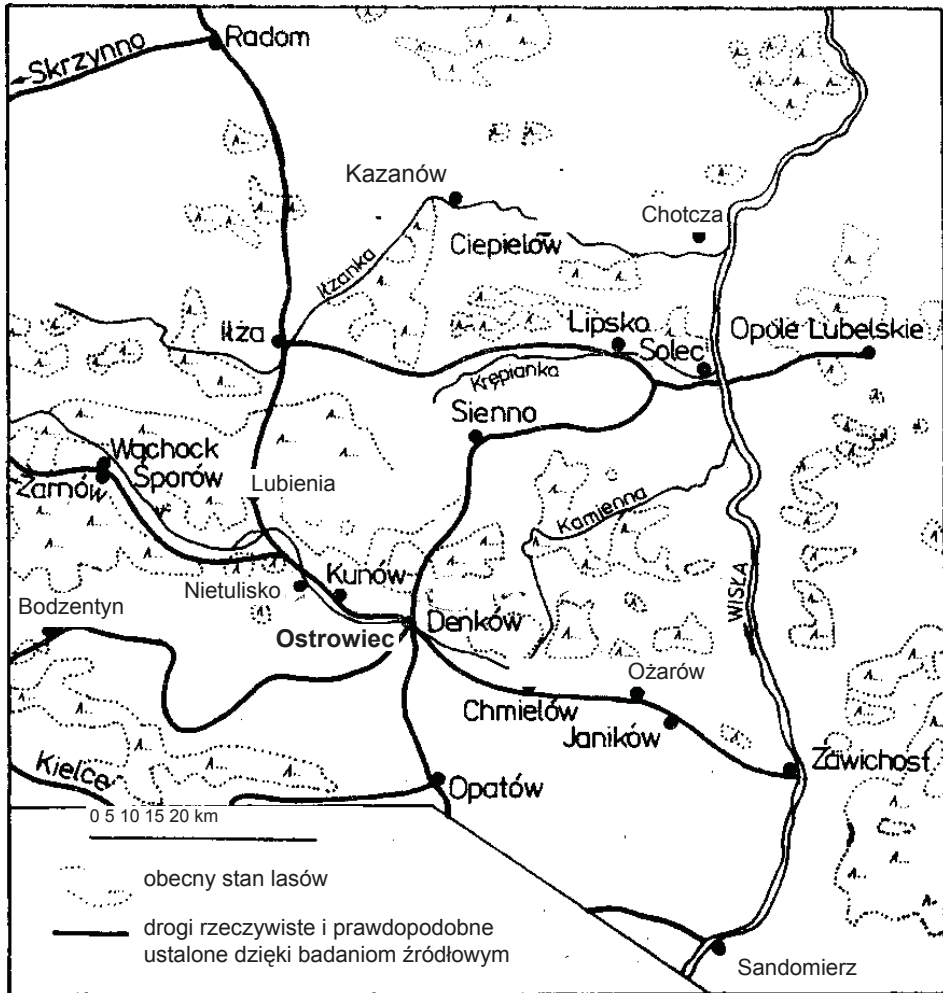 Radom
Skrzynno
Kazanów
Chotcza
Ciepielów
Iłżanka
Iłża
Lipsko
Solec
Opole Lubelskie
Krępianka
Sienno
Wąchock
Sporów
Żarnów
Lubienia
Kamienna
Nietulisko
Kunów
Bodzentyn
WISŁA
Ostrowiec
Denków
Ożarów
Chmielów
Janików
Kielce
Zawichost
Opatów
0 5 10 15 20 km
obecny stan lasów
drogi rzeczywiste i prawdopodobne
ustalone dzięki badaniom źródłowym
Sandomierz